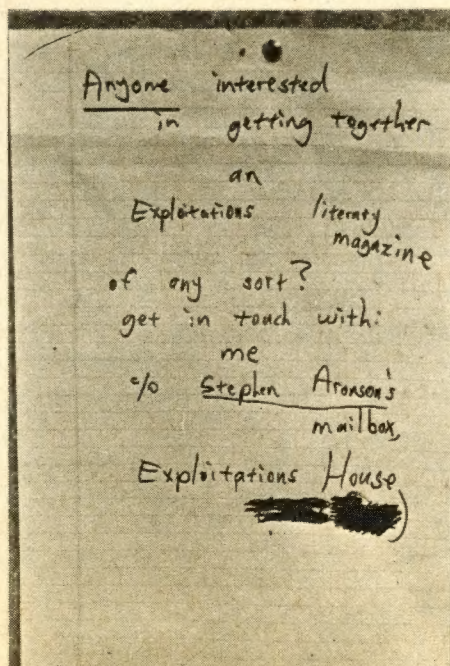 Anyone interested
in getting together
an
Exploitations literary
magazine
of any sort?
get in touch with:
me
c/o Stephen Aronson's
mailbox,
Exploitations House
)